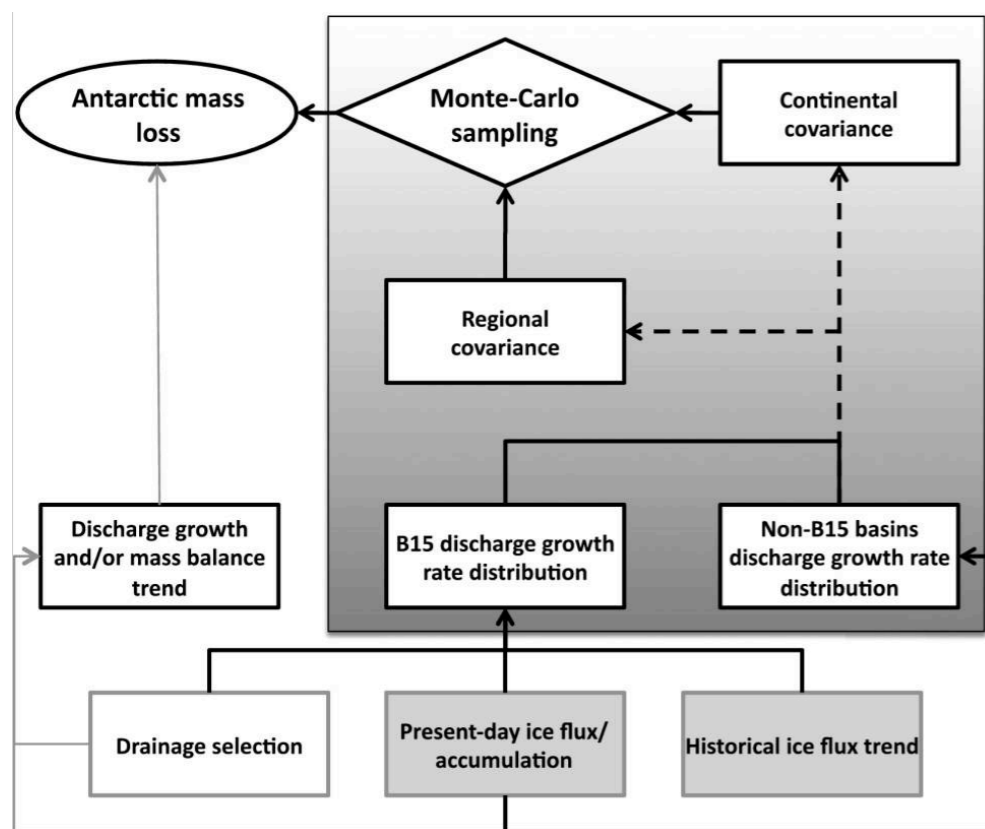 Antarctic mass
loss
Monte-Carlo
sampling
Continental
covariance
Regional
covariance
Discharge growth
and/or mass balance
trend
B15 discharge growth
rate distribution
Non-B15 basins
discharge growth rate
distribution
Drainage selection
Present-day ice flux/
accumulation
Historical ice flux trend